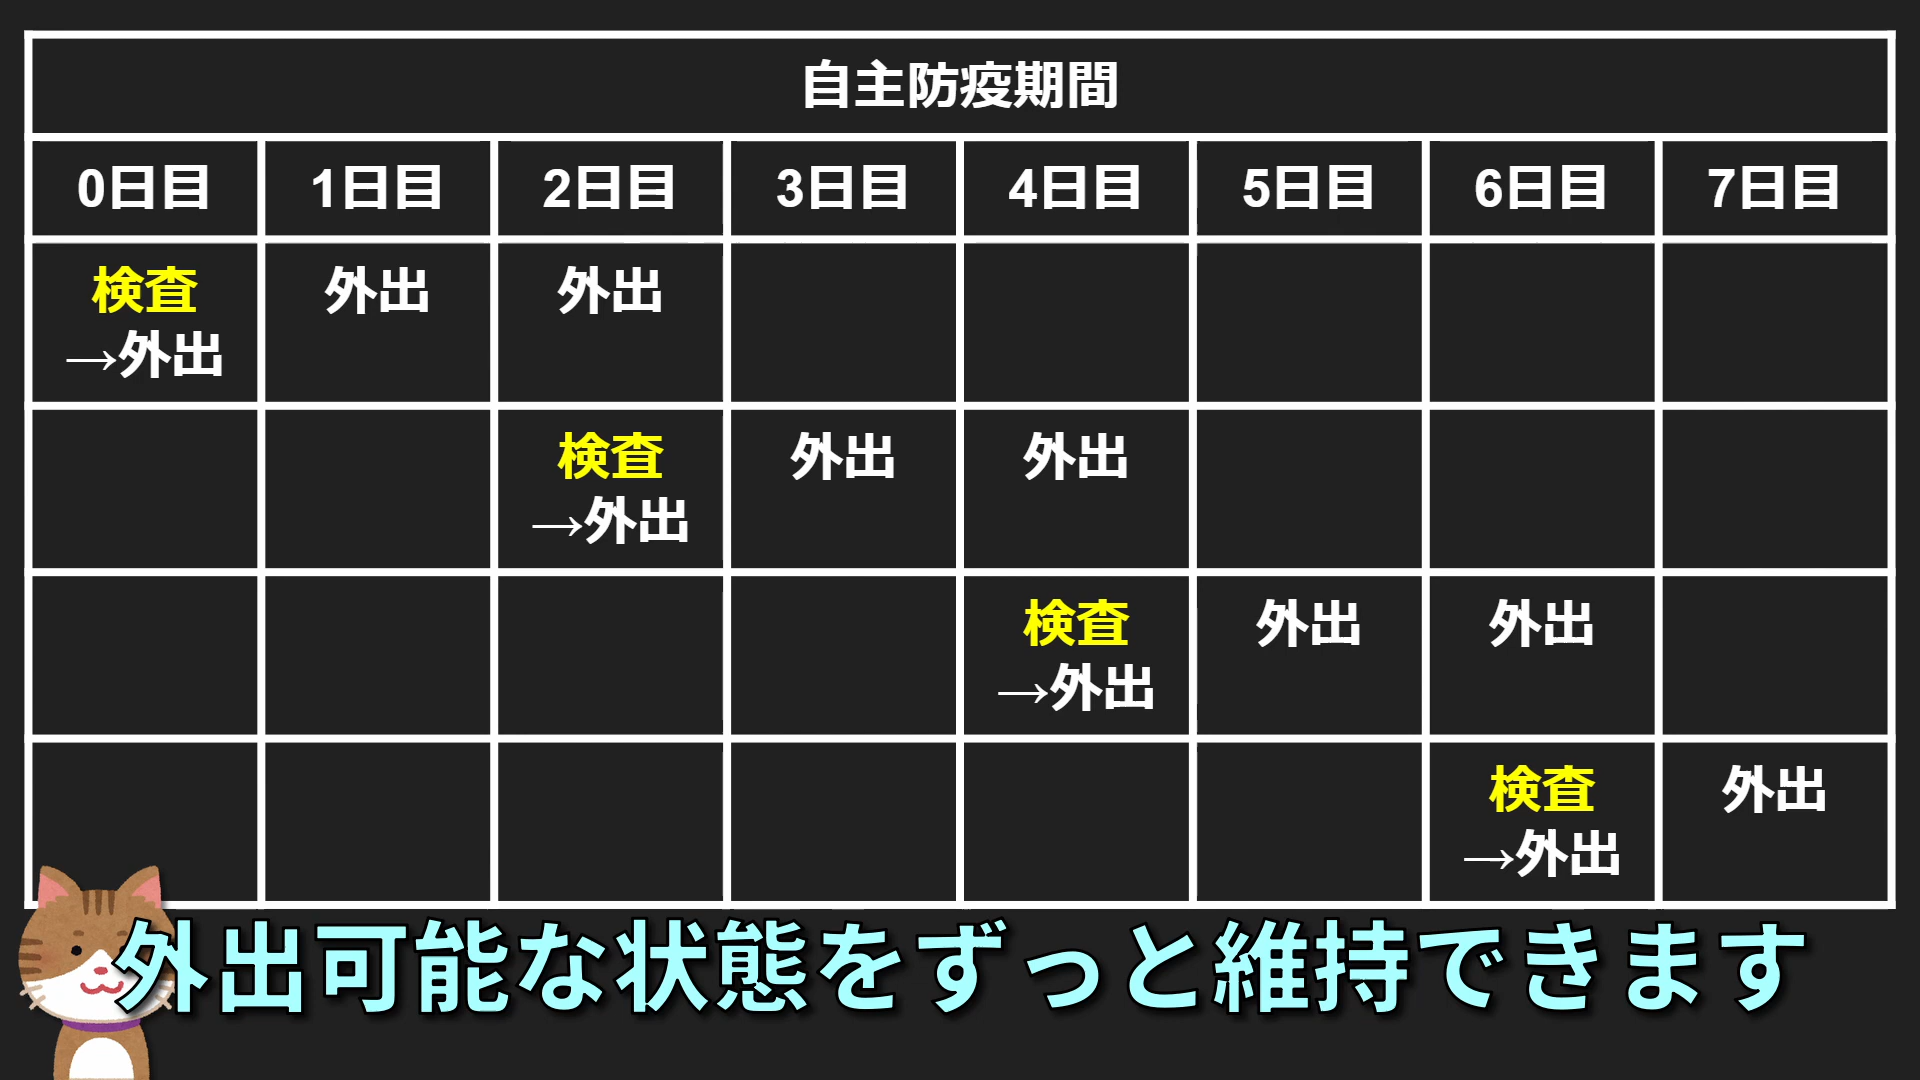 自主防疫期間
0日目 1日目 2日目 3日目 4日目 5日目 6日目 7日目
検査 外出 外出
→外出
検査 外出 外出
→外出
検査 外出 外出
→外出
検査 外出
→外出
外出可能な状態をずっと維持できます